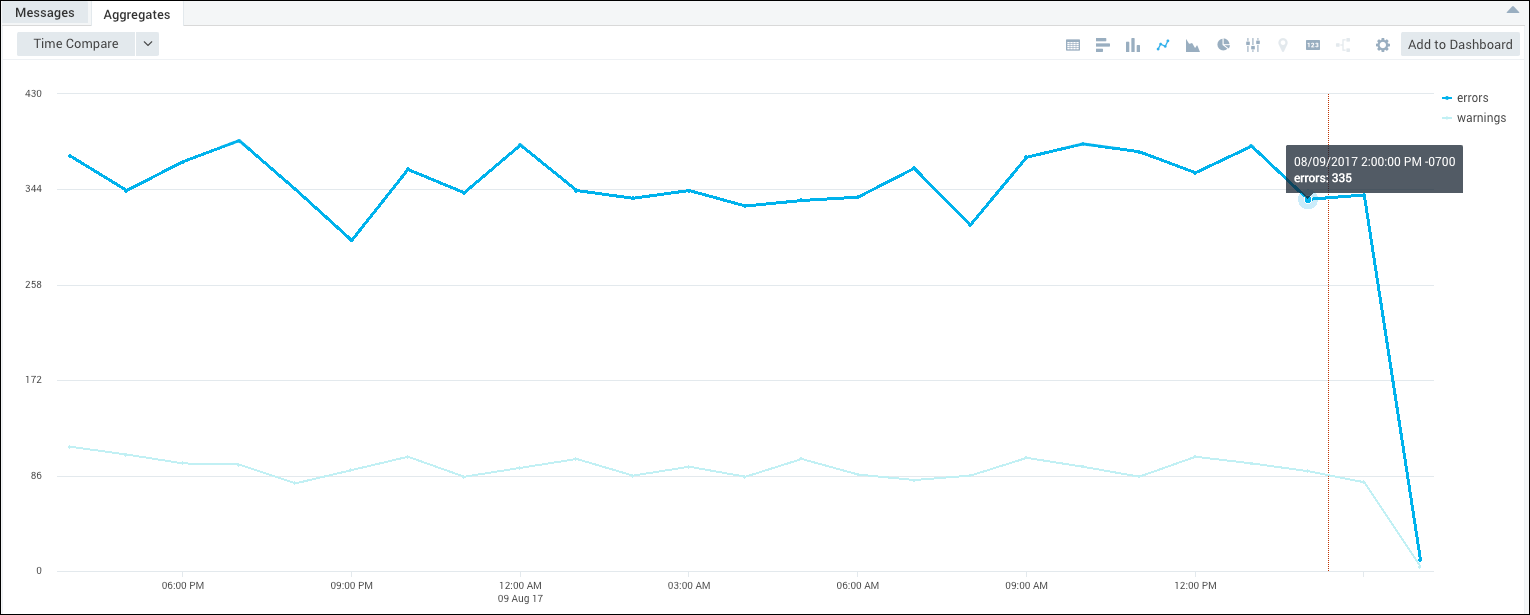 Messages
Aggregates
Time Compare
123
Add to Dashboard
430
344
258
172
86
0
errors
warnings
08/09/2017 2:00:00 PM -0700
errors: 335
06:00 PM
09:00 PM
12:00 AM
09 Aug 17
03:00 AM
06:00 AM
09:00 AM
12:00 PM